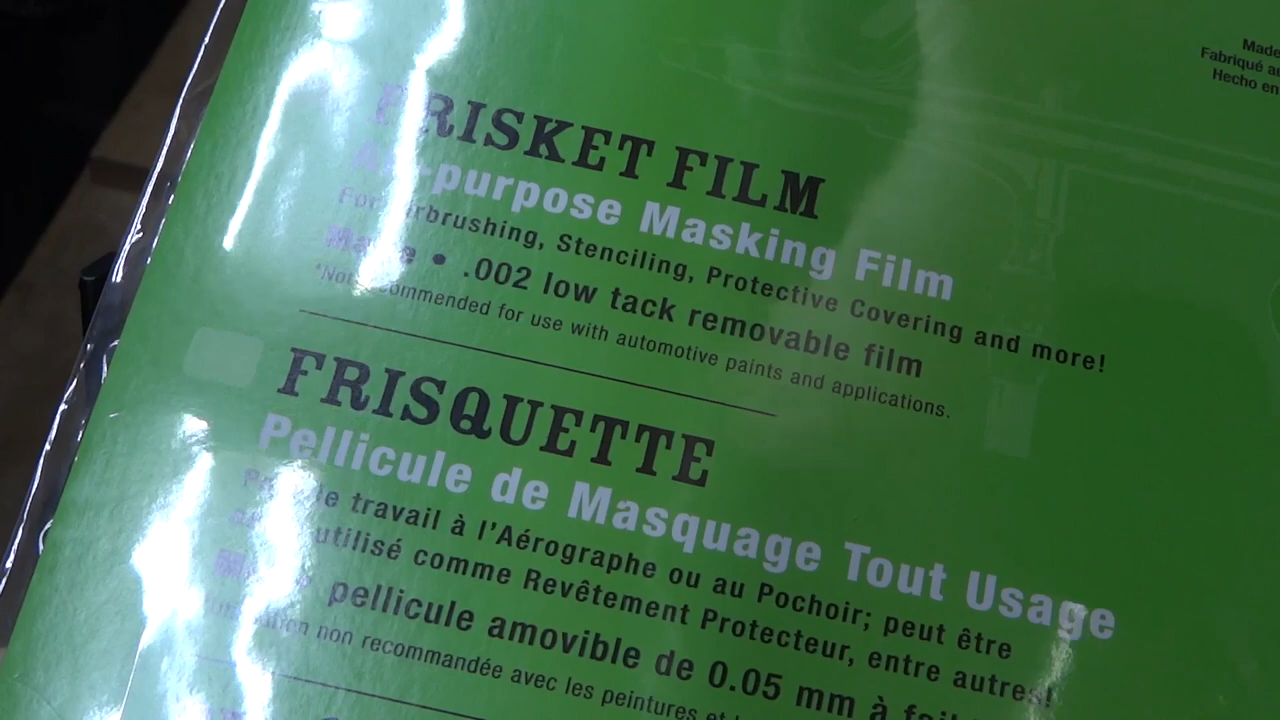 Made
Fabriqué au
Hecho en
FRISKET FILM
All-purpose Masking Film
For Airbrushing, Stenciling, Protective Covering and more!
Matte • .002 low tack removable film
*Not recommended for use with automotive paints and applications.
FRISQUETTE
Pellicule de Masquage Tout Usage
le travail à l'Aérographe ou au Pochoir; peut être
utilisé comme Revêtement Protecteur, entre autres!
pellicule amovible de 0.05 mm à
non recommandée avec les peintures et